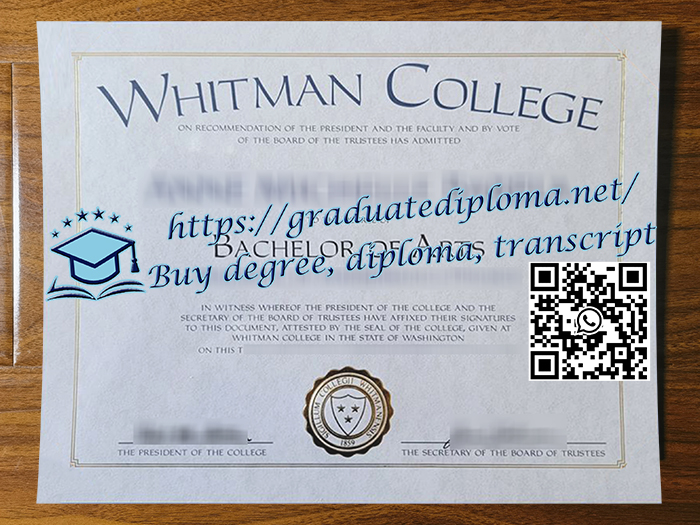 WHITMAN COLLEGE
ON RECOMMENDATION OF THE PRESIDENT AND THE FACULTY AND BY VOTE
OF THE BOARD OF THE TRUSTEES HAS ADMITTED
https://graduatediploma.net/
BACHELOR OF ARTS
Buy degree, diploma, transcript
IN WITNESS WHEREOF THE PRESIDENT OF THE COLLEGE AND THE
SECRETARY OF THE BOARD OF TRUSTEES HAVE AFFIXED THEIR SIGNATURES
TO THIS DOCUMENT, ATTESTED BY THE SEAL OF THE COLLEGE, GIVEN AT
WHITMAN COLLEGE IN THE STATE OF WASHINGTON
ON THIS T
SIGILLUM COLLEGII WHITMANENSIS
1859
THE PRESIDENT OF THE COLLEGE
THE SECRETARY OF THE BOARD OF TRUSTEES